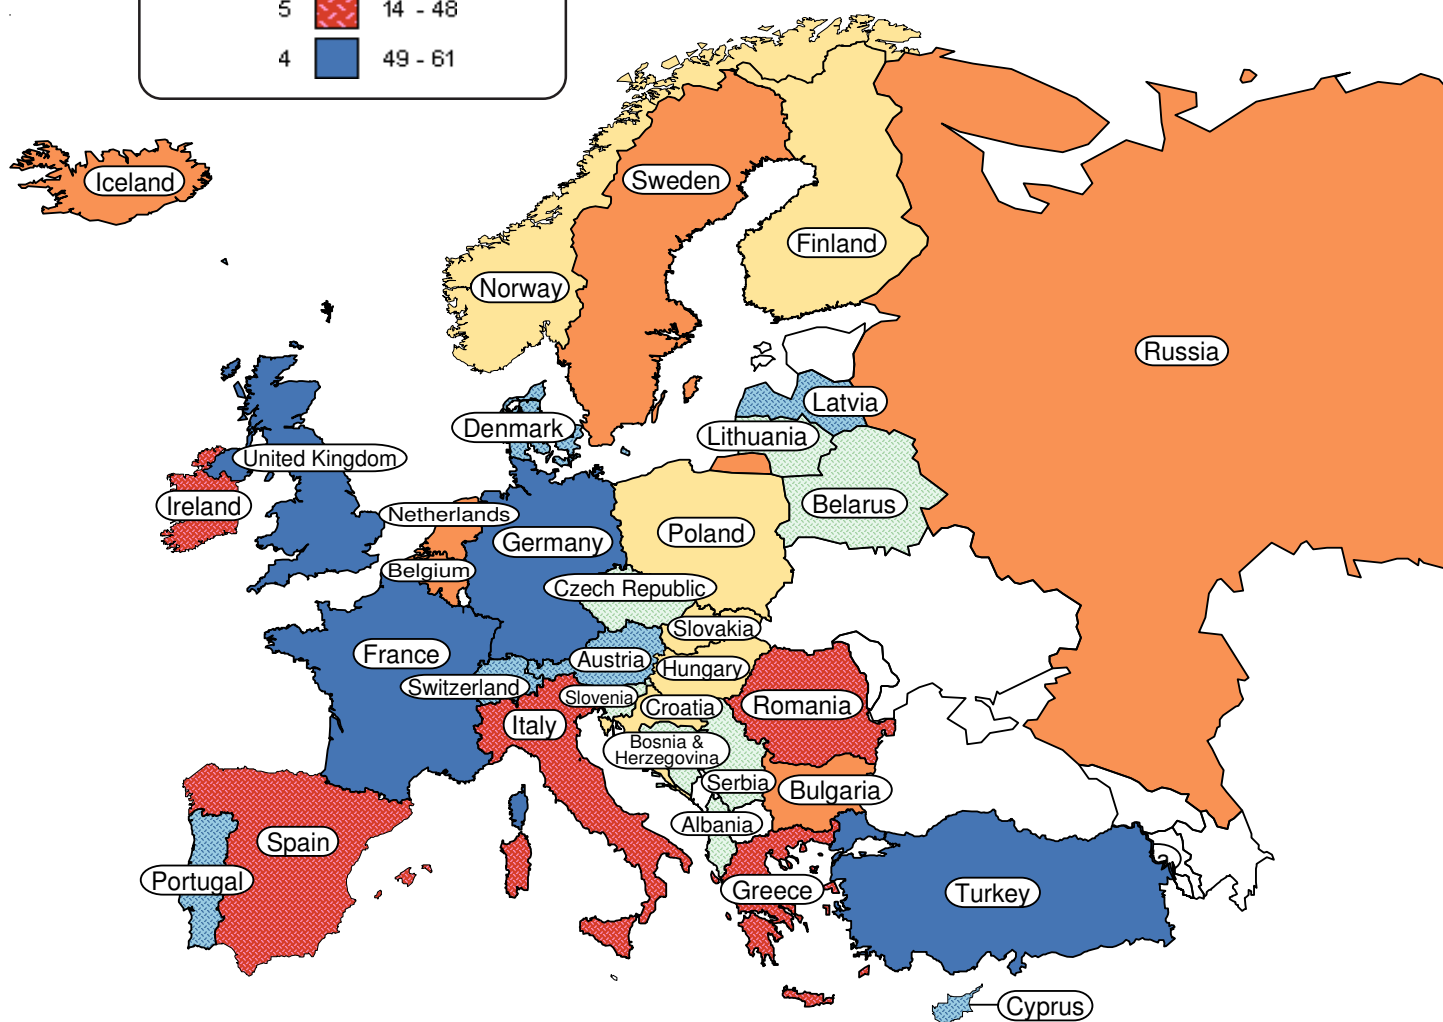 5 14 - 48
4 49 - 61
Iceland
Sweden
Finland
Norway
Russia
Latvia
Denmark
Lithuania
United Kingdom
Ireland
Belarus
Netherlands
Poland
Germany
Belgium
Czech Republic
Slovakia
France
Austria
Hungary
Switzerland
Slovenia
Croatia
Romania
Italy
Bosnia &
Herzegovina
Serbia
Bulgaria
Albania
Spain
Portugal
Greece
Turkey
Cyprus